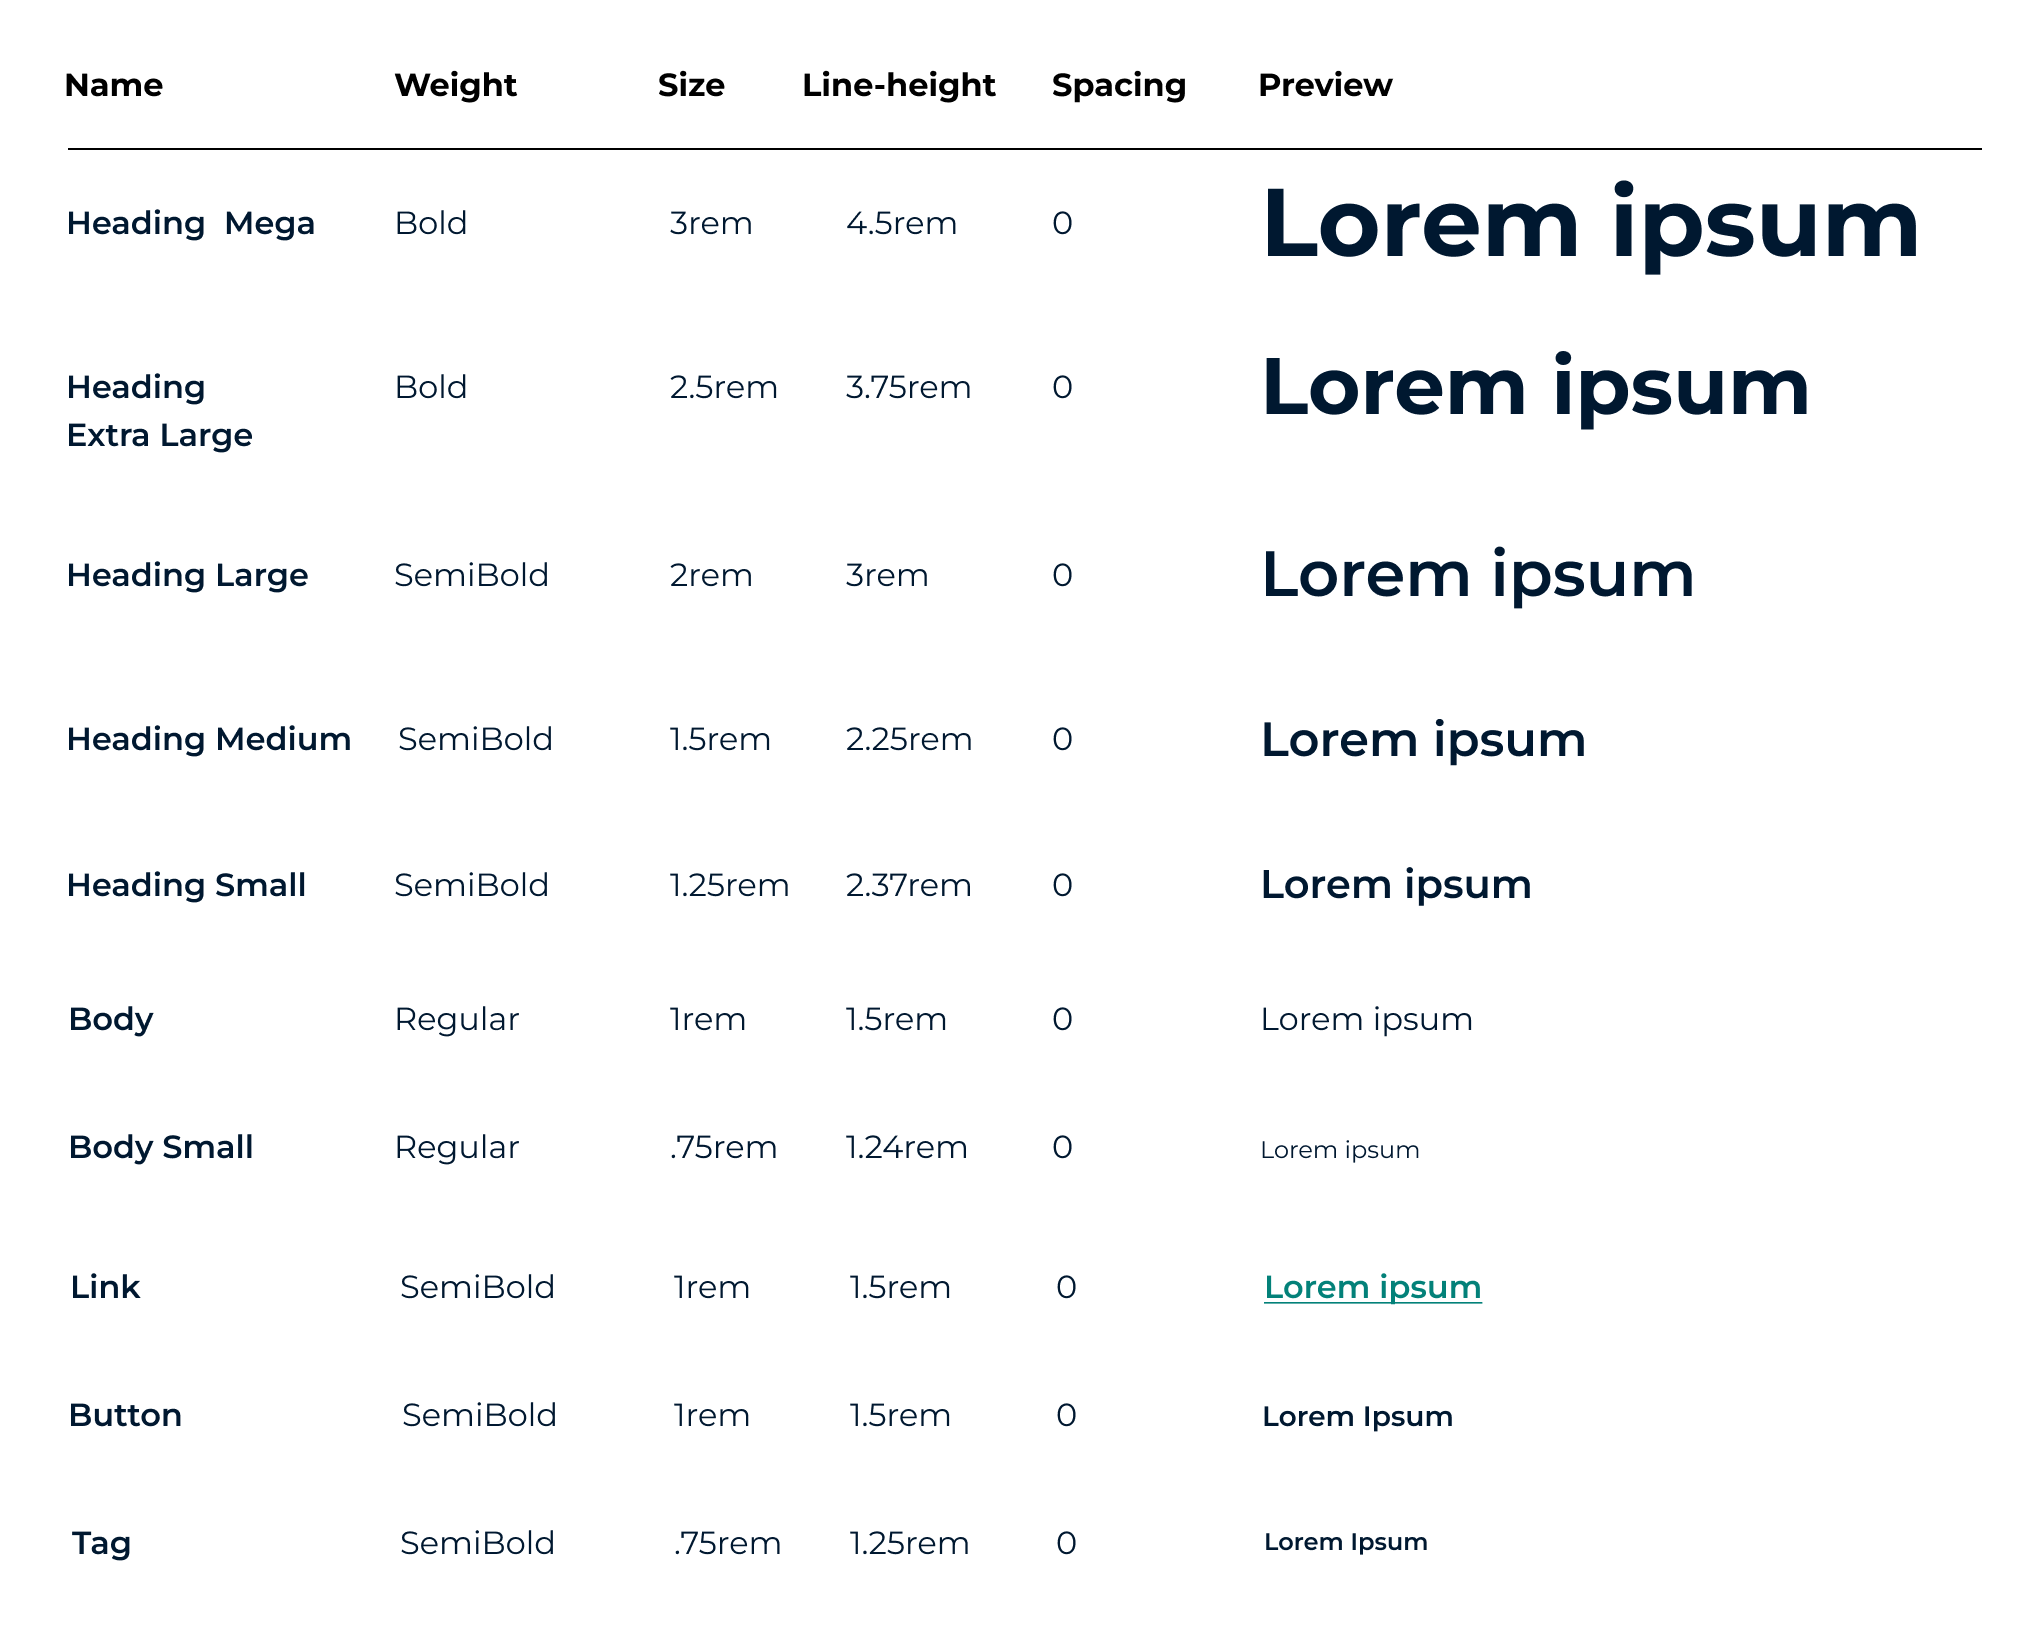 Name Weight Size Line-height Spacing Preview
Heading  Mega Bold 3rem 4.5rem 0 Lorem ipsum
Heading Bold 2.5rem 3.75rem 0 Lorem ipsum
Extra Large
Heading Large SemiBold 2rem 3rem 0 Lorem ipsum
Heading Medium SemiBold 1.5rem 2.25rem 0 Lorem ipsum
Heading Small SemiBold 1.25rem 2.37rem 0 Lorem ipsum
Body Regular 1rem 1.5rem 0 Lorem ipsum
Body Small Regular .75rem 1.24rem 0 Lorem ipsum
Link SemiBold 1rem 1.5rem 0 Lorem ipsum
Button SemiBold 1rem 1.5rem 0 Lorem Ipsum
Tag SemiBold .75rem 1.25rem 0 Lorem Ipsum